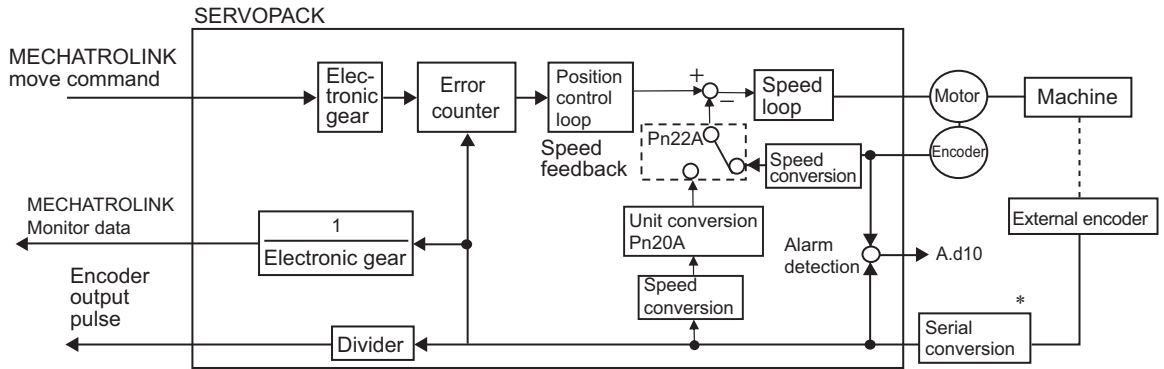 SERVOPACK
MECHATROLINK
move command
Elec-
tronic
gear
Error
counter
Position
control
loop
+
−
Speed
loop
Motor
Machine
Speed
feedback
Pn22A
Speed
conversion
Encoder
MECHATROLINK
Monitor data
1
Electronic gear
Unit conversion
Pn20A
Alarm
detection
A.d10
External encoder
Encoder
output
pulse
Speed
conversion
*
Serial
conversion
Divider